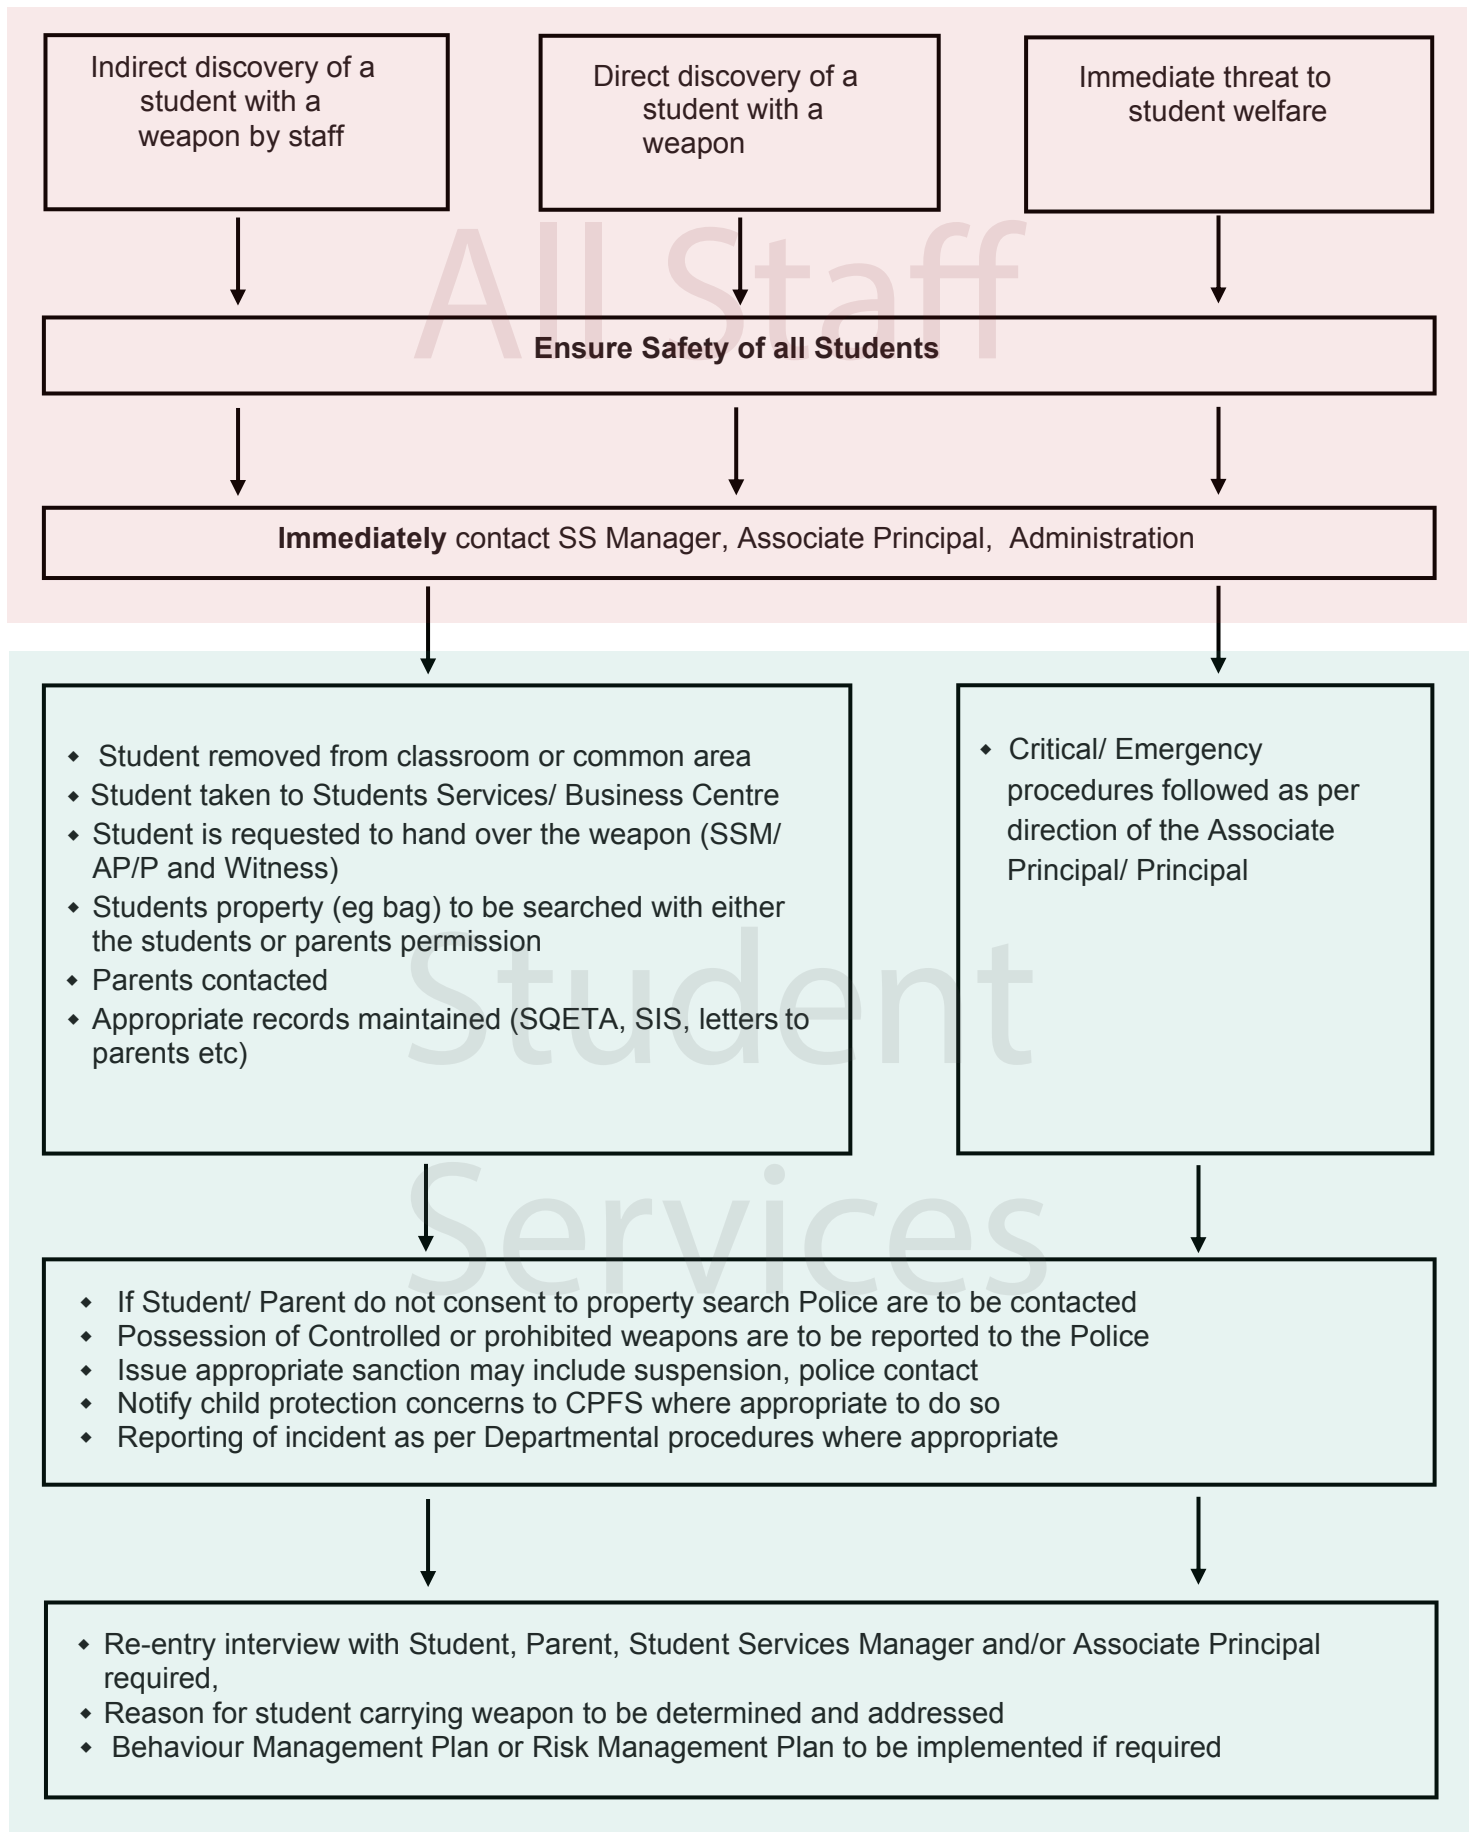 Indirect discovery of a
student with a
weapon by staff
Direct discovery of a
student with a
weapon
Immediate threat to
student welfare
All Staff
Ensure Safety of all Students
Immediately contact SS Manager, Associate Principal, Administration
◆ Student removed from classroom or common area
◆ Student taken to Students Services/ Business Centre
◆ Student is requested to hand over the weapon (SSM/
AP/P and Witness)
◆ Students property (eg bag) to be searched with either
the students or parents permission
◆ Parents contacted
◆ Appropriate records maintained (SQETA, SIS, letters to
parents etc)
◆ Critical/ Emergency
procedures followed as per
direction of the Associate
Principal/ Principal
Student
Services
◆ If Student/ Parent do not consent to property search Police are to be contacted
◆ Possession of Controlled or prohibited weapons are to be reported to the Police
◆ Issue appropriate sanction may include suspension, police contact
◆ Notify child protection concerns to CPFS where appropriate to do so
◆ Reporting of incident as per Departmental procedures where appropriate
◆ Re-entry interview with Student, Parent, Student Services Manager and/or Associate Principal
required,
◆ Reason for student carrying weapon to be determined and addressed
◆ Behaviour Management Plan or Risk Management Plan to be implemented if required